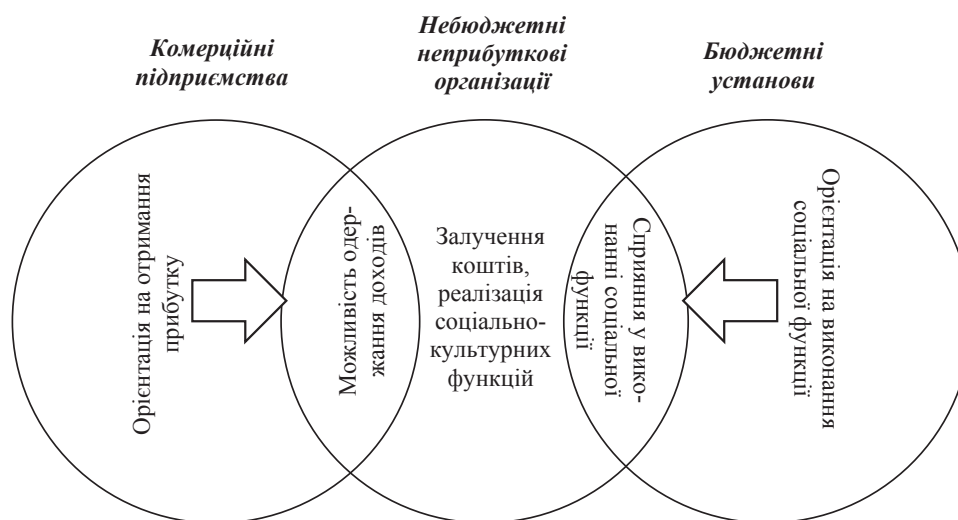 Комерційні
підприємства
Небюджетні
неприбуткові
організації
Бюджетні
установи
Орієнтація на отримання
прибутку
Можливість одер-
жання доходів
Залучення
коштів,
реалізація
соціально-
культурних
функцій
Сприяння у вико-
нанні соціальної
функції
Орієнтація на виконання
соціальної функції